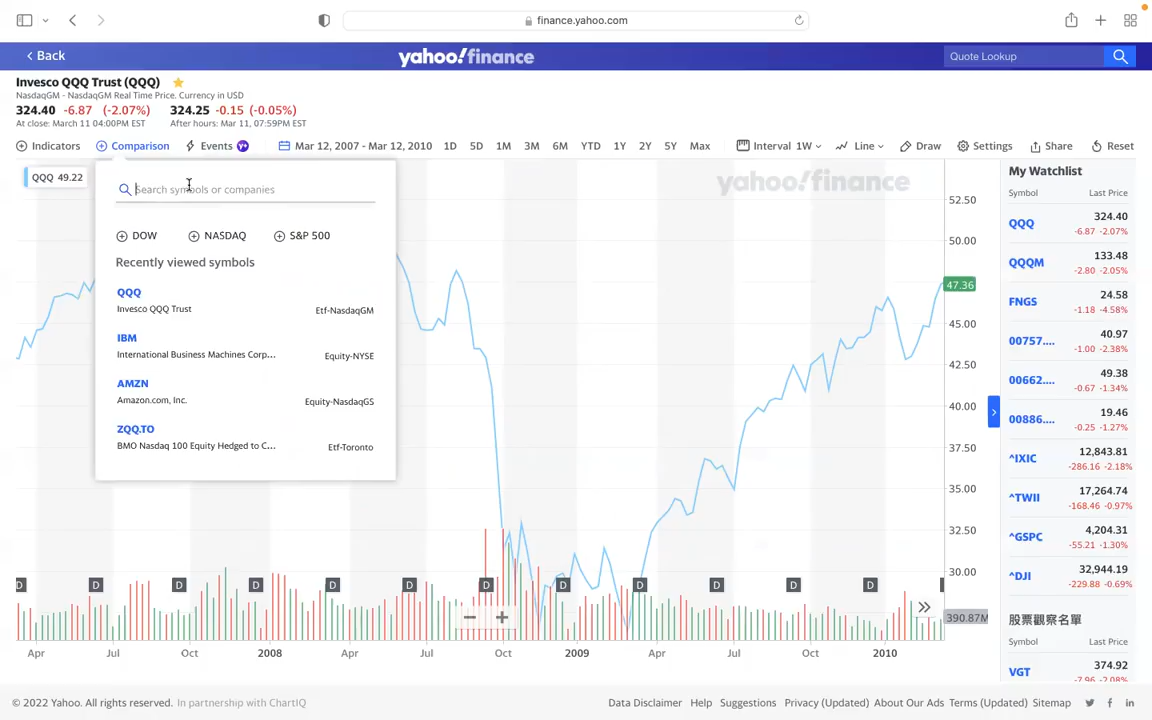 finance.yahoo.com
Back
yahoo!finance
Quote Lookup
Invesco QQQ Trust (QQQ)
NasdaqGM - NasdaqGM Real Time Price. Currency in USD
324.40 -6.87 (-2.07%) 324.25 -0.15 (-0.05%)
At close: March 11 04:00PM EST After hours: Mar 11, 07:59PM EST
Indicators Comparison Events Y+ Mar 12, 2007 - Mar 12, 2010 1D 5D 1M 3M 6M YTD 1Y 2Y 5Y Max Interval 1W Line Draw Settings Share Reset
QQQ 49.22
Search symbols or companies
DOW NASDAQ S&P 500
Recently viewed symbols
QQQ
Invesco QQQ Trust Etf-NasdaqGM
IBM
International Business Machines Corp... Equity-NYSE
AMZN
Amazon.com, Inc. Equity-NasdaqGS
ZQQ.TO
BMO Nasdaq 100 Equity Hedged to C... Etf-Toronto
yahoo!finance
52.50
50.00
47.36
45.00
42.50
40.00
37.50
35.00
32.50
30.00
390.87M
D D D D D D D D D D D D
Apr Jul Oct 2008 Apr Jul Oct 2009 Apr Jul Oct 2010
My Watchlist
Symbol Last Price
QQQ 324.40
-6.87 -2.07%
QQQM 133.48
-2.80 -2.05%
FNGS 24.58
-1.18 -4.58%
00757.... 40.97
-1.00 -2.38%
00662.... 49.38
-0.67 -1.34%
00886.... 19.46
-0.25 -1.27%
^IXIC 12,843.81
-286.16 -2.18%
^TWII 17,264.74
-168.46 -0.97%
^GSPC 4,204.31
-55.21 -1.30%
^DJI 32,944.19
-229.88 -0.69%
股票觀察名單
Symbol Last Price
VGT 374.92
-7.96 -2.08%
© 2022 Yahoo. All rights reserved. In partnership with ChartIQ
Data Disclaimer Help Suggestions Privacy (Updated) About Our Ads Terms (Updated) Sitemap